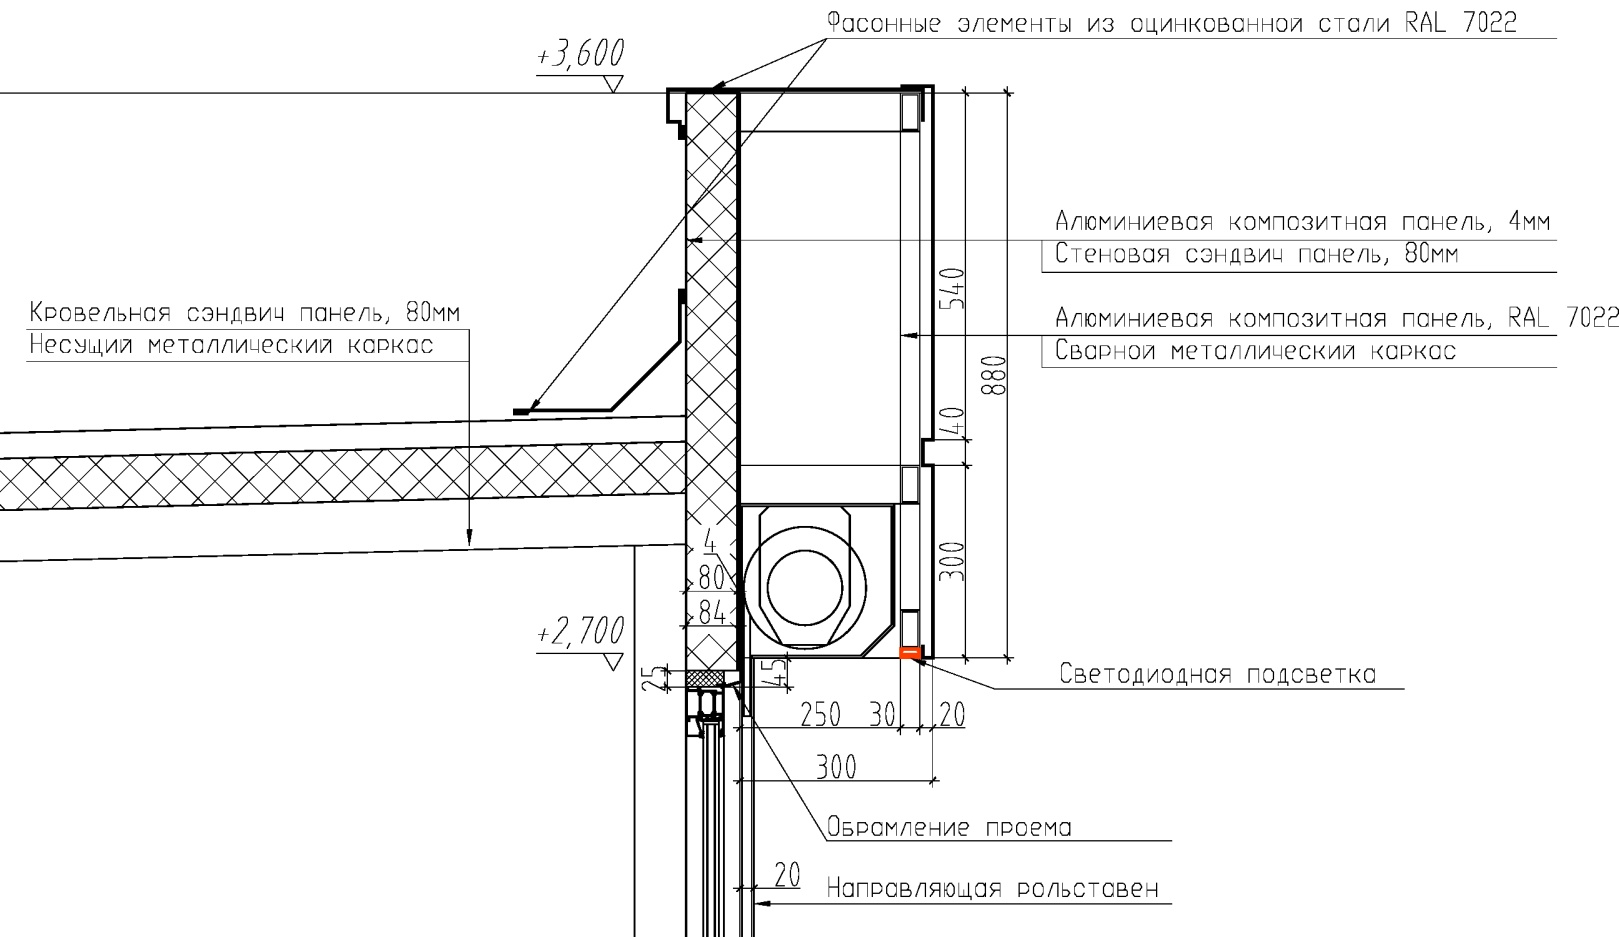 Фасонные элементы из оцинкованной стали RAL 7022
+3,600
Алюминиевая композитная панель, 4мм
Стеновая сэндвич панель, 80мм
540
Кровельная сэндвич панель, 80мм
Несущий металлический каркас
Алюминиевая композитная панель, RAL 7022
Сварной металлический каркас
880
40
4
80
84
300
+2,700
25
45
Светодиодная подсветка
250 30 20
300
Обрамление проема
20
Направляющая рольставен